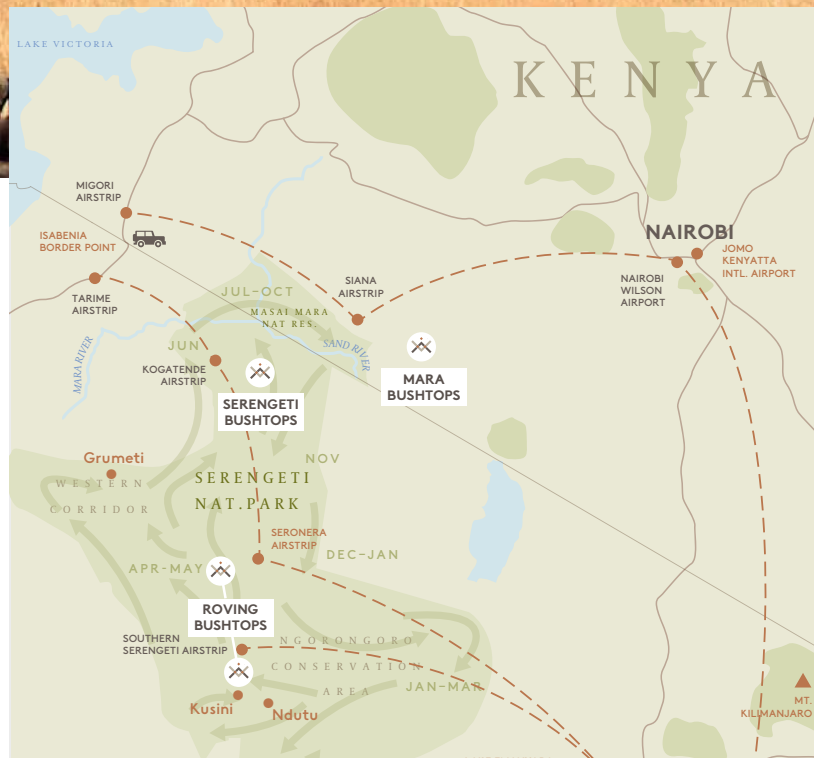 LAKE VICTORIA
KENYA
MIGORI
AIRSTRIP
ISABENIA
BORDER POINT
NAIROBI
JOMO
KENYATTA
INTL. AIRPORT
NAIROBI
WILSON
AIRPORT
SIANA
AIRSTRIP
TARIME
AIRSTRIP
JUL-OCT
MASAI MARA
NAT RES.
MARA RIVER
JUN
SAND RIVER
KOGATENDE
AIRSTRIP
MARA
BUSHTOPS
SERENGETI
BUSHTOPS
Grumeti
NOV
WESTERN
CORRIDOR
SERENGETI
NAT.PARK
SERONERA
AIRSTRIP
DEC-JAN
APR-MAY
ROVING
BUSHTOPS
SOUTHERN
SERENGETI AIRSTRIP
NGORONGORO
CONSERVATION
AREA
JAN-MAR
Kusini
Ndutu
MT.
KILIMANJARO